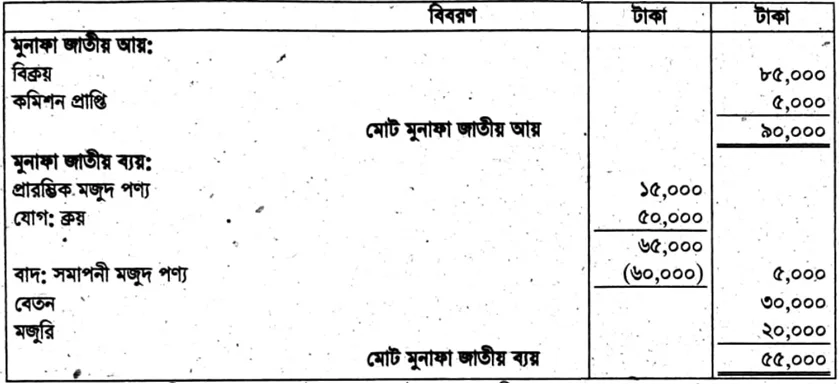 বিবরণ টাকা টাকা
মুনাফা জাতীয় আয়:
বিক্রয় ৮৫,০০০
কমিশন প্রাপ্তি ৫,০০০
মোট মুনাফা জাতীয় আয় ৯০,০০০
মুনাফা জাতীয় ব্যয়:
প্রারম্ভিক মজুদ পণ্য ১৫,০০০
যোগ: ক্রয় ৫০,০০০
৬৫,০০০
বাদ: সমাপনী মজুদ পণ্য (৬০,০০০) ৫,০০০
বেতন ৩০,০০০
মজুরি ২০,০০০
মোট মুনাফা জাতীয় ব্যয় ৫৫,০০০